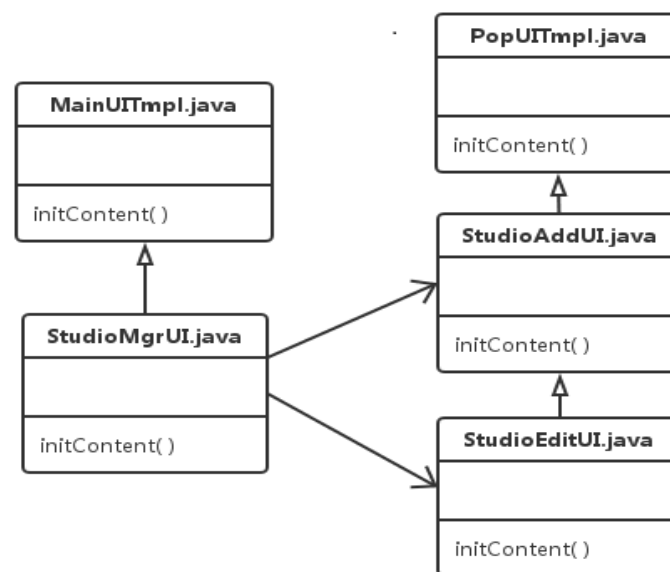 PopUITmpl.java
initContent( )
MainUITmpl.java
initContent( )
StudioAddUI.java
initContent( )
StudioMgrUI.java
initContent( )
StudioEditUI.java
initContent( )